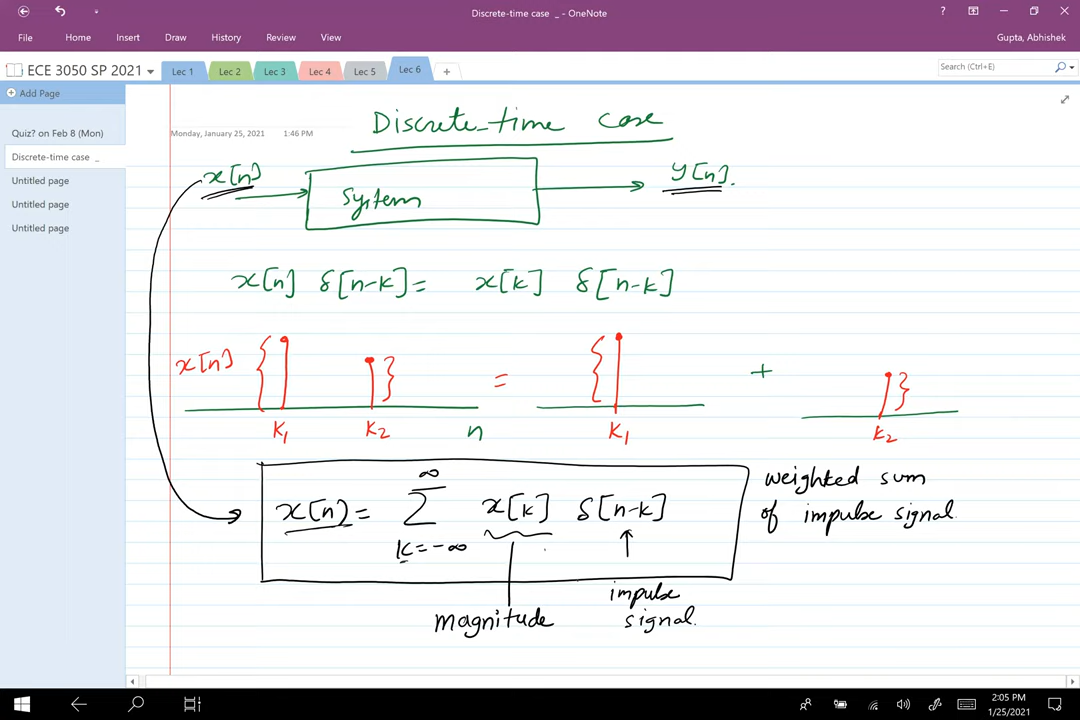 Discrete-time case _ - OneNote
File Home Insert Draw History Review View
Gupta, Abhishek
ECE 3050 SP 2021 Lec 1 Lec 2 Lec 3 Lec 4 Lec 5 Lec 6 +
Search (Ctrl+E)
Add Page
Quiz? on Feb 8 (Mon)
Discrete-time case _
Untitled page
Untitled page
Untitled page
Discrete-time case
Monday, January 25, 2021 1:46 PM
x[n] System y[n].
x[n] δ[n-k] = x[k] δ[n-k]
x[n] { } = { + }
k1 k2 n k1 k2
x[n] = ∞ ∑ k=-∞ x[k] δ[n-k]
weighted sum
of impulse signal.
magnitude
impulse
signal.
2:05 PM
1/25/2021